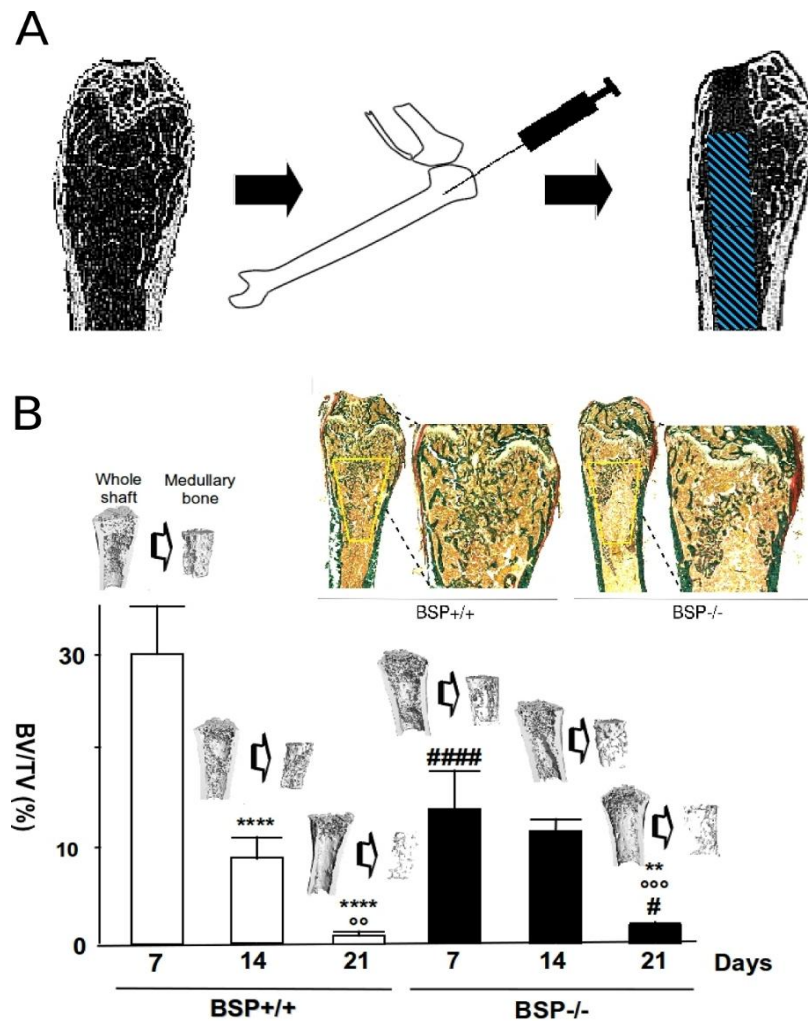 A
B
Whole
shaft
Medullary
bone
BSP+/+
BSP-/-
BV/TV (%)
30
10
0
####
****
****
°°
**
°°°
#
7
14
21
7
14
21
Days
BSP+/+
BSP-/-